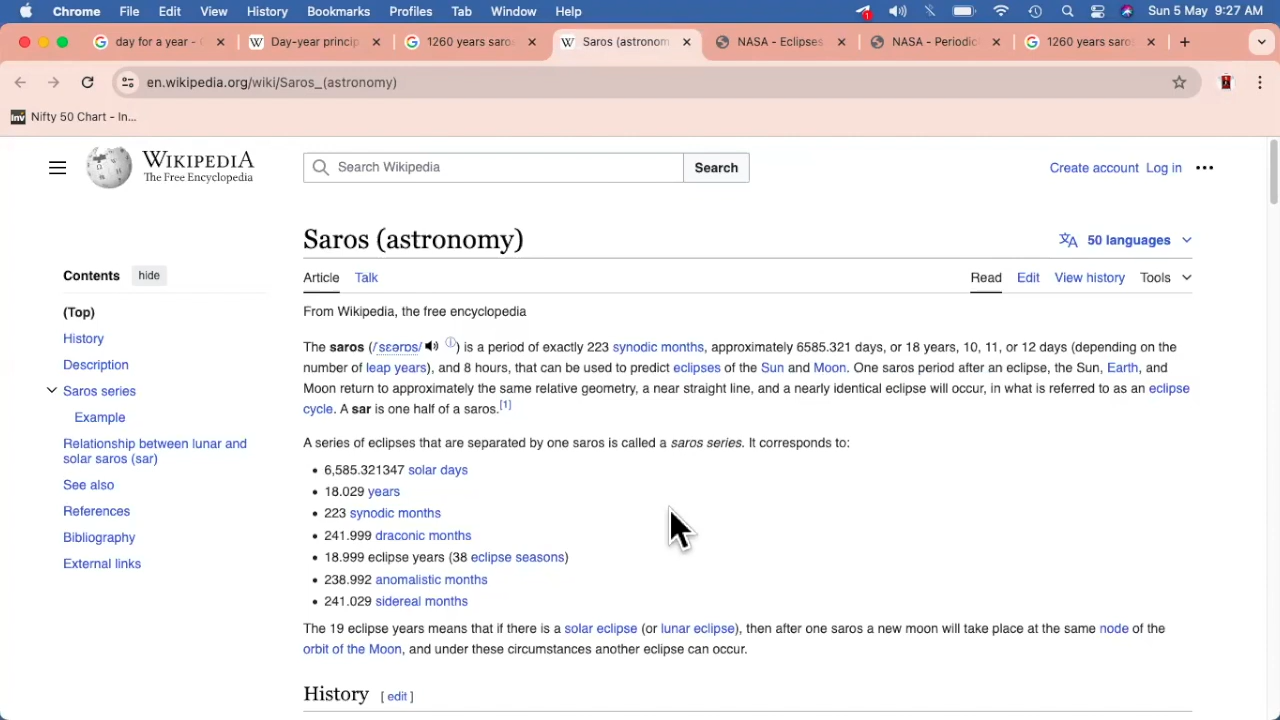 Chrome File Edit View History Bookmarks Profiles Tab Window Help 1 Sun 5 May 9:27 AM
day for a year - Day-year princip 1260 years saro Saros (astronom NASA - Eclipses NASA - Periodic 1260 years saro
en.wikipedia.org/wiki/Saros_(astronomy)
Inv Nifty 50 Chart - In...
WIKIPEDIA
The Free Encyclopedia
Search Wikipedia Search Create account Log in
Saros (astronomy) 50 languages
Contents hide
Article Talk Read Edit View history Tools
(Top)
History
Description
Saros series
Example
Relationship between lunar and
solar saros (sar)
See also
References
Bibliography
External links
From Wikipedia, the free encyclopedia
The saros (/ˈsɛərɒs/ ⓘ) is a period of exactly 223 synodic months, approximately 6585.321 days, or 18 years, 10, 11, or 12 days (depending on the
number of leap years), and 8 hours, that can be used to predict eclipses of the Sun and Moon. One saros period after an eclipse, the Sun, Earth, and
Moon return to approximately the same relative geometry, a near straight line, and a nearly identical eclipse will occur, in what is referred to as an eclipse
cycle. A sar is one half of a saros.[1]
A series of eclipses that are separated by one saros is called a saros series. It corresponds to:
• 6,585.321347 solar days
• 18.029 years
• 223 synodic months
• 241.999 draconic months
• 18.999 eclipse years (38 eclipse seasons)
• 238.992 anomalistic months
• 241.029 sidereal months
The 19 eclipse years means that if there is a solar eclipse (or lunar eclipse), then after one saros a new moon will take place at the same node of the
orbit of the Moon, and under these circumstances another eclipse can occur.
History [ edit ]